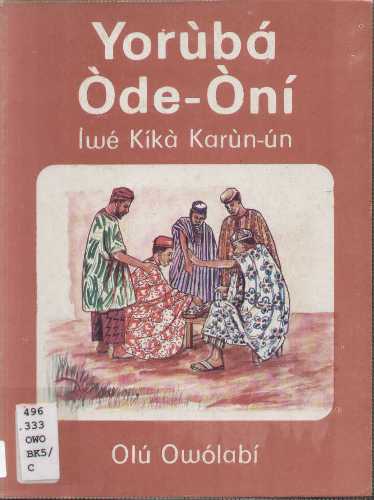 Yorùbá
Òde-Òní
Ìwé Kíkà Karùn-ún
496
.333
OWO
BK5/
C
Olú Owólabí